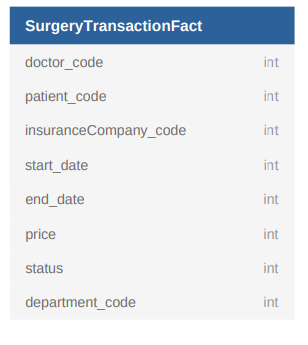 SurgeryTransactionFact
doctor_code int
patient_code int
insuranceCompany_code int
start_date int
end_date int
price int
status int
department_code int